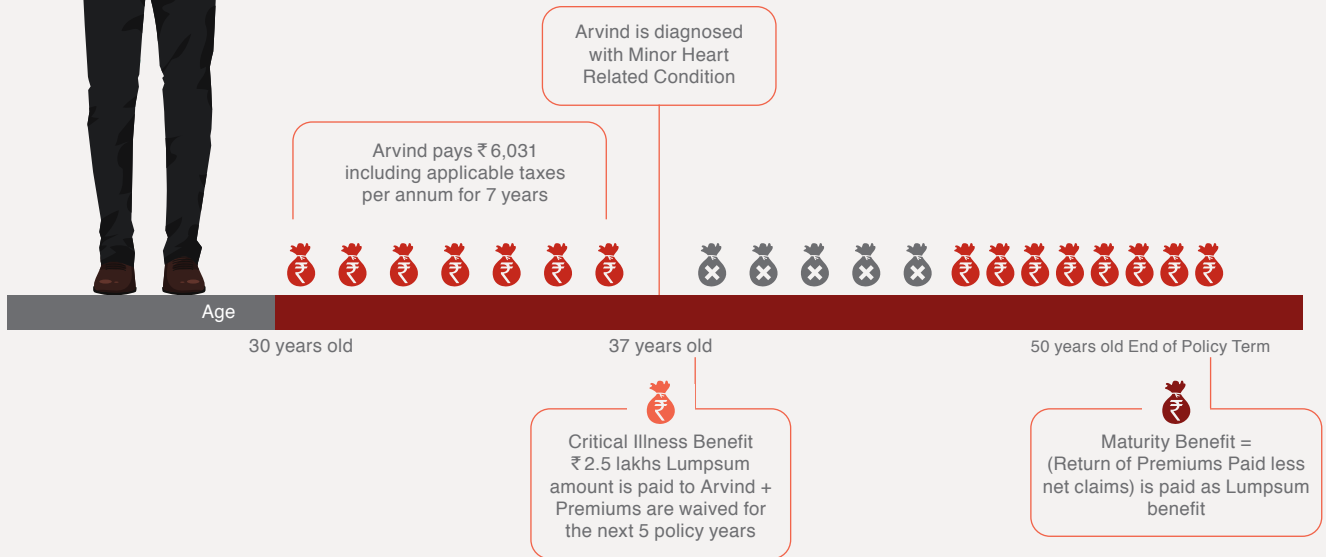 Arvind is diagnosed
with Minor Heart
Related Condition
Arvind pays ₹ 6,031
including applicable taxes
per annum for 7 years
₹ ₹ ₹ ₹ ₹ ₹ ₹
₹ ₹ ₹ ₹ ₹ ₹ ₹ ₹
Age
30 years old
37 years old
50 years old End of Policy Term
₹
Critical Illness Benefit
₹ 2.5 lakhs Lumpsum
amount is paid to Arvind +
Premiums are waived for
the next 5 policy years
₹
Maturity Benefit =
(Return of Premiums Paid less
net claims) is paid as Lumpsum
benefit